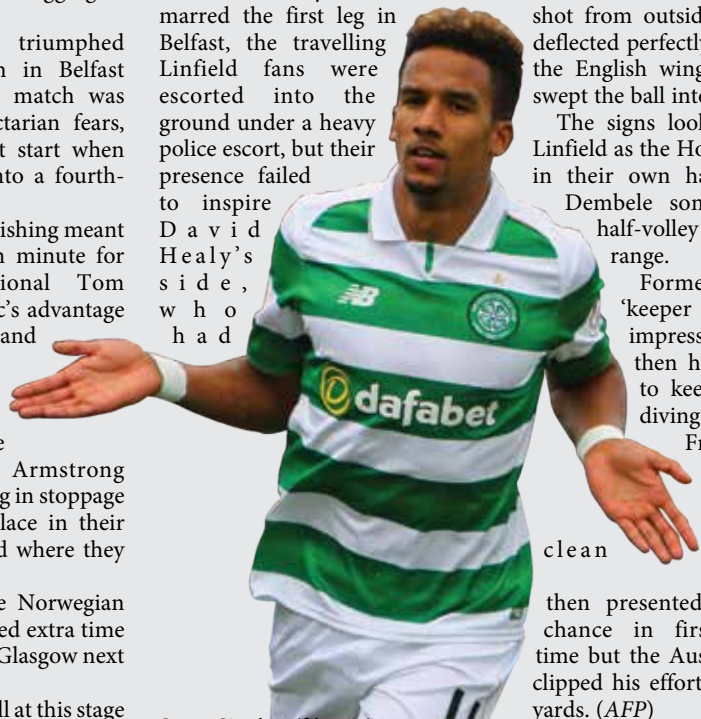 triumphed
n in Belfast
match was
ctarian fears,
t start when
nto a fourth-
ishing meant
n minute for
ional Tom
c's advantage
and
e
Armstrong
g in stoppage
lace in their
d where they
e Norwegian
ed extra time
Glasgow next
ll at this stage
marred the first leg in
Belfast, the travelling
Linfield fans were
escorted into the
ground under a heavy
police escort, but their
presence failed
to inspire
David
Healy's
side,
who
had
NB
dafabet
shot from outsid
deflected perfectly
the English wing
swept the ball into
The signs look
Linfield as the Ho
in their own ha
Dembele son
half-volley
range.
Forme
'keeper
impress
then h
to kee
diving
Fr
clean
then presented
chance in firs
time but the Aus
clipped his effort
yards. (AFP)